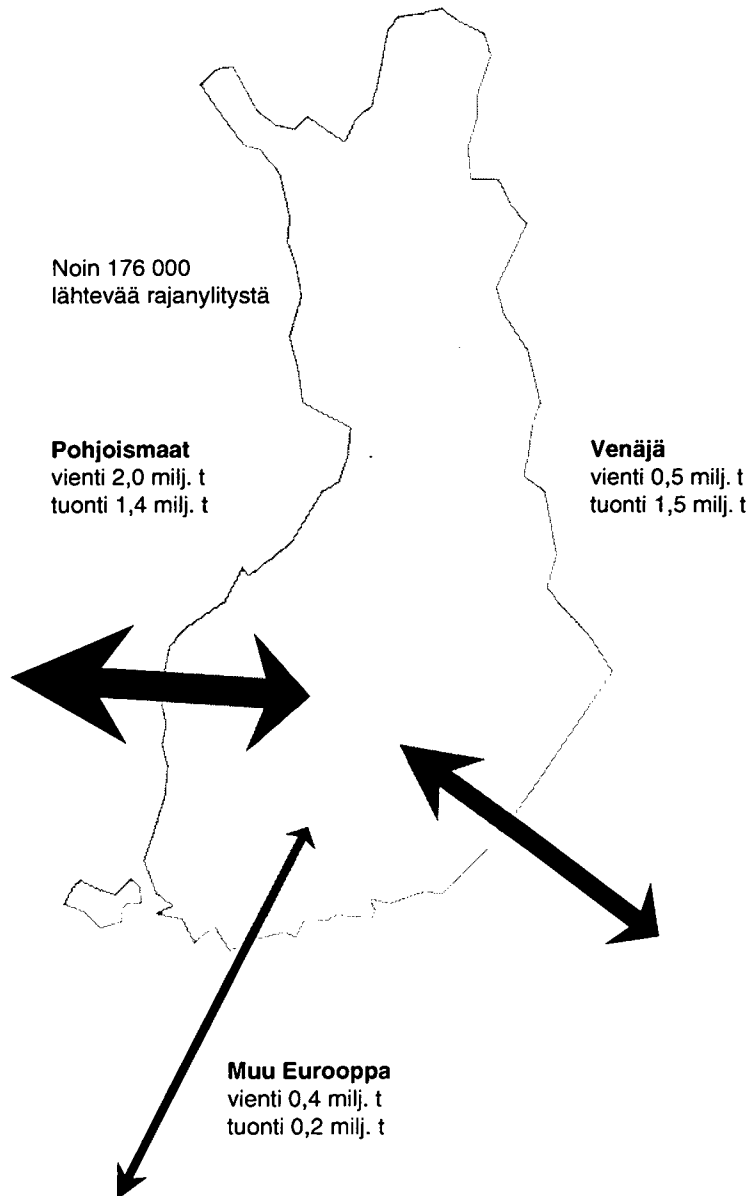 Noin 176 000
lähtevää rajanylitystä
Pohjoismaat
vienti 2,0 milj. t
tuonti 1,4 milj. t
Venäjä
vienti 0,5 milj. t
tuonti 1,5 milj. t
Muu Eurooppa
vienti 0,4 milj. t
tuonti 0,2 milj. t